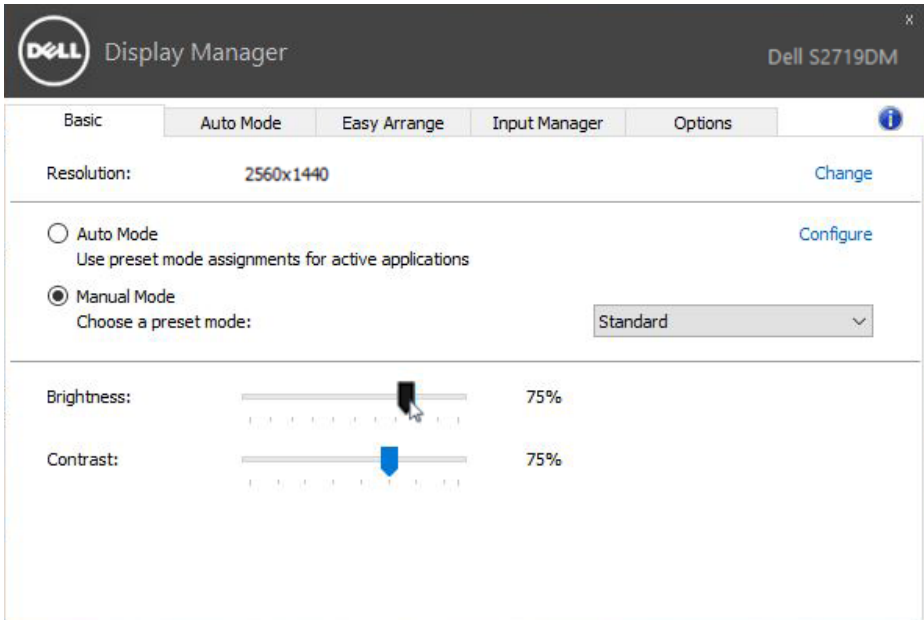 x
DELL Display Manager
Dell S2719DM
Basic Auto Mode Easy Arrange Input Manager Options i
Resolution: 2560x1440 Change
Auto Mode Configure
Use preset mode assignments for active applications
Manual Mode
Choose a preset mode: Standard
Brightness: 75%
Contrast: 75%